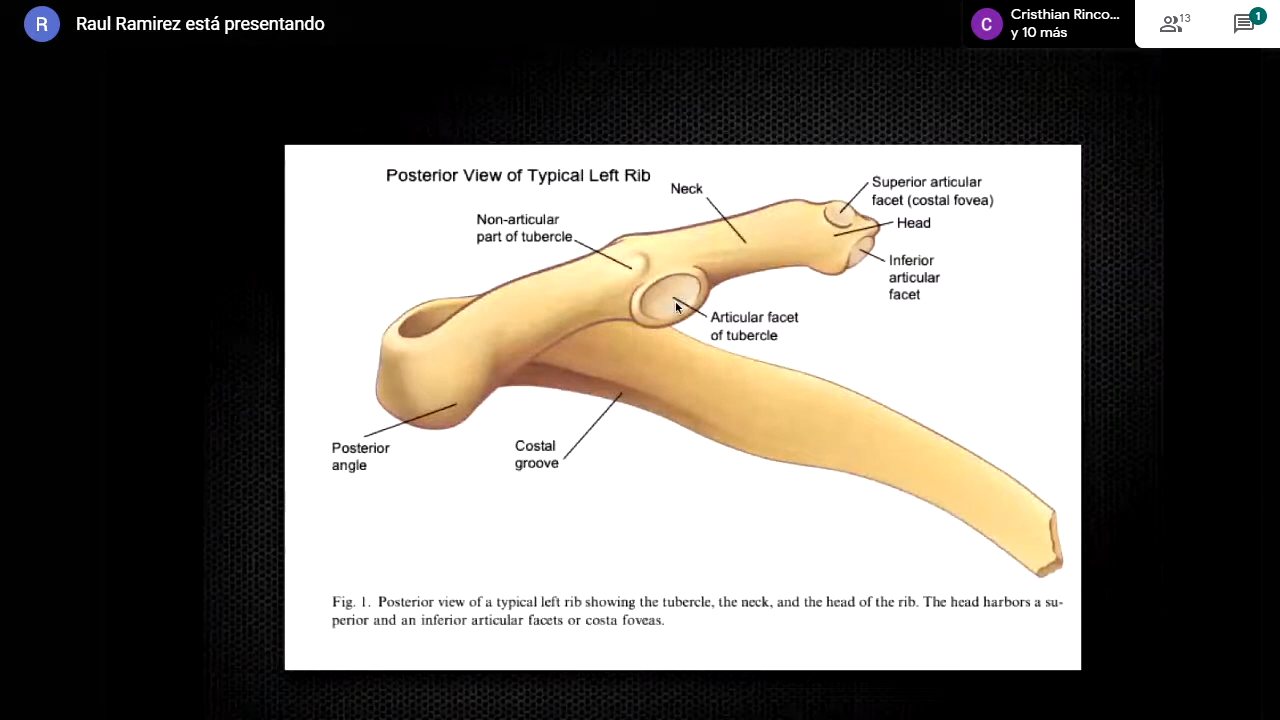 R
Raul Ramirez está presentando
C
Cristhian Rinco...
y 10 más
13
1
Posterior View of Typical Left Rib
Neck
Superior articular
facet (costal fovea)
Head
Non-articular
part of tubercle
Inferior
articular
facet
Articular facet
of tubercle
Posterior
angle
Costal
groove
Fig. 1. Posterior view of a typical left rib showing the tubercle, the neck, and the head of the rib. The head harbors a su-
perior and an inferior articular facets or costa foveas.